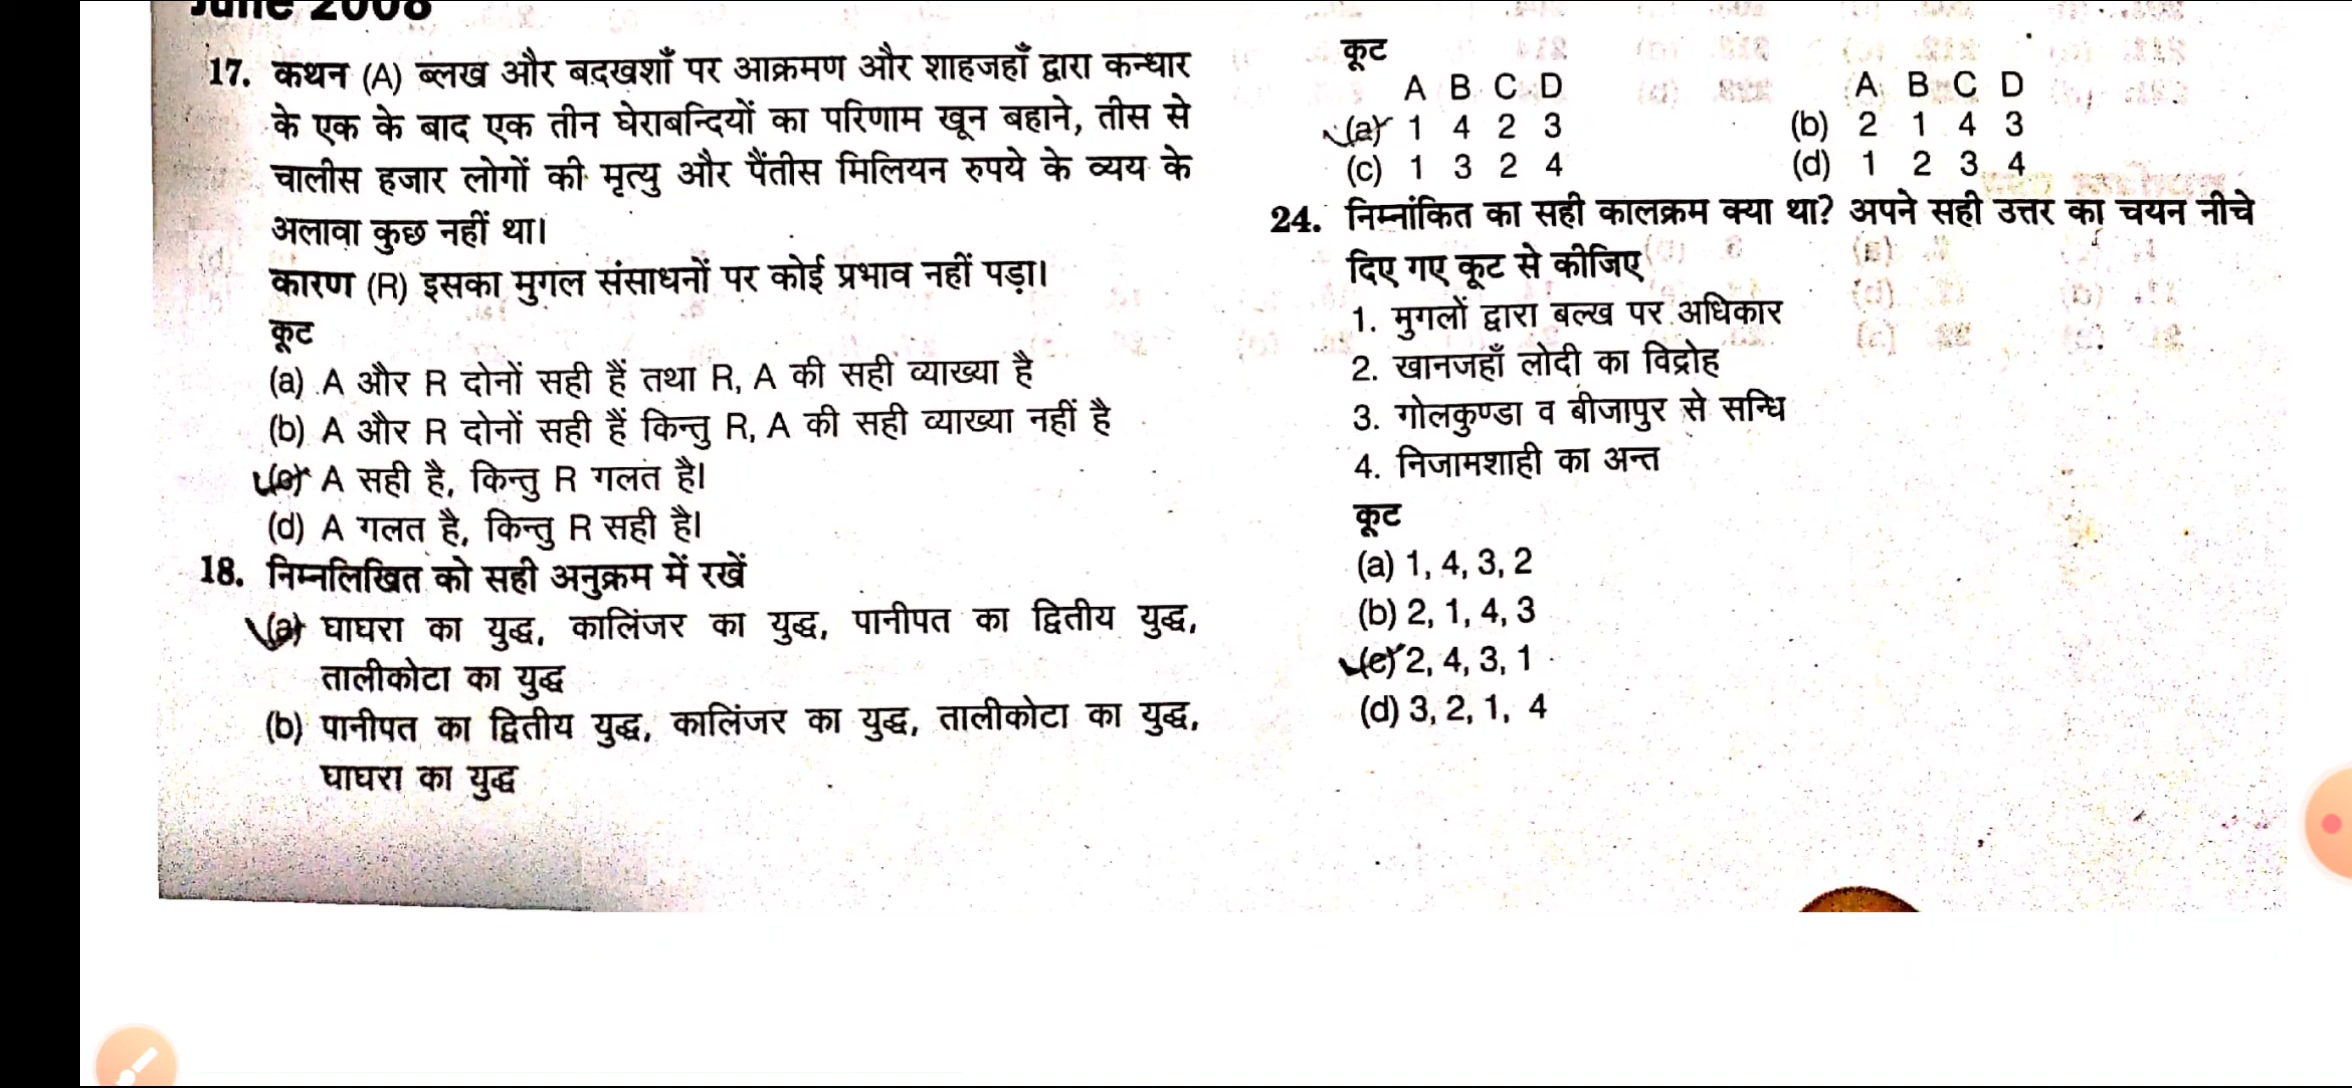 June 2008
17. कथन (A) ब्लख और बदखशाँ पर आक्रमण और शाहजहाँ द्वारा कन्धार
के एक के बाद एक तीन घेराबन्दियों का परिणाम खून बहाने, तीस से
चालीस हजार लोगों की मृत्यु और पैंतीस मिलियन रुपये के व्यय के
अलावा कुछ नहीं था।
कारण (R) इसका मुगल संसाधनों पर कोई प्रभाव नहीं पड़ा।
कूट
(a) A और R दोनों सही हैं तथा R, A की सही व्याख्या है
(b) A और R दोनों सही हैं किन्तु R, A की सही व्याख्या नहीं है
(c) A सही है, किन्तु R गलत है।
(d) A गलत है, किन्तु R सही है।
18. निम्नलिखित को सही अनुक्रम में रखें
(a) घाघरा का युद्ध, कालिंजर का युद्ध, पानीपत का द्वितीय युद्ध,
तालीकोटा का युद्ध
(b) पानीपत का द्वितीय युद्ध, कालिंजर का युद्ध, तालीकोटा का युद्ध,
घाघरा का युद्ध
कूट
A B C D A B C D
(a) 1 4 2 3 (b) 2 1 4 3
(c) 1 3 2 4 (d) 1 2 3 4
24. निम्नांकित का सही कालक्रम क्या था? अपने सही उत्तर का चयन नीचे
दिए गए कूट से कीजिए
1. मुगलों द्वारा बल्ख पर अधिकार
2. खानजहाँ लोदी का विद्रोह
3. गोलकुण्डा व बीजापुर से सन्धि
4. निजामशाही का अन्त
कूट
(a) 1, 4, 3, 2
(b) 2, 1, 4, 3
(c) 2, 4, 3, 1
(d) 3, 2, 1, 4